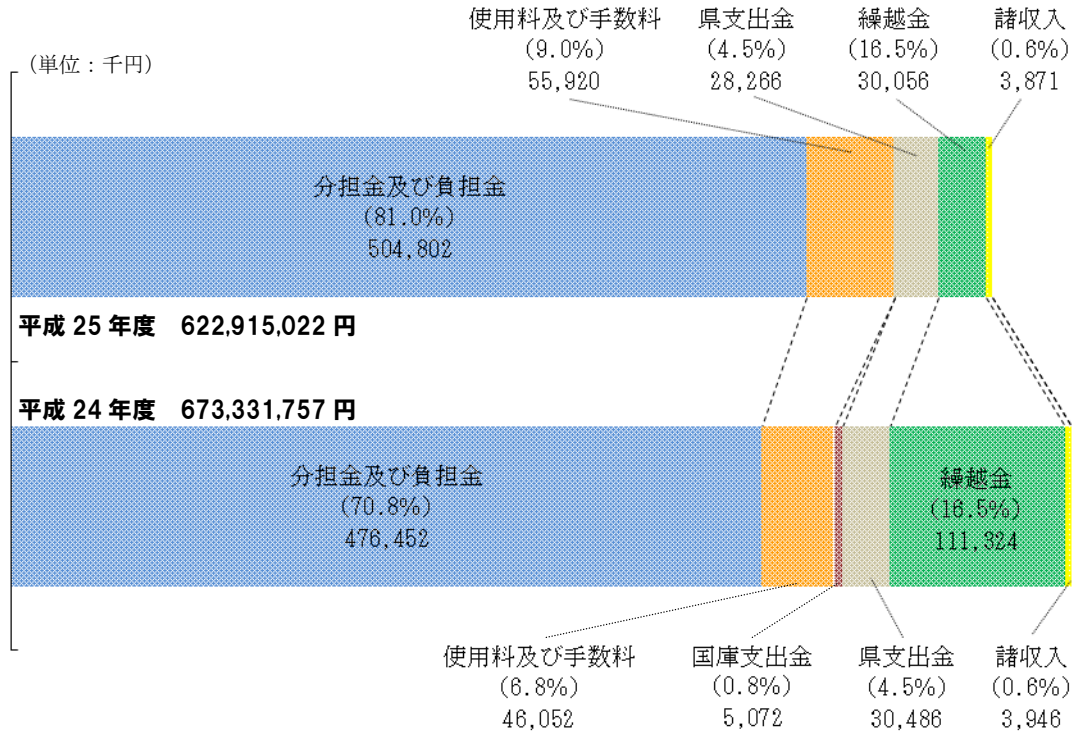 使用料及び手数料 県支出金 繰越金 諸収入
(9.0%) (4.5%) (16.5%) (0.6%)
55,920 28,266 30,056 3,871
(単位：千円)
分担金及び負担金
(81.0%)
504,802
平成 25 年度 622,915,022 円
平成 24 年度 673,331,757 円
分担金及び負担金
(70.8%)
476,452
繰越金
(16.5%)
111,324
使用料及び手数料 国庫支出金 県支出金 諸収入
(6.8%) (0.8%) (4.5%) (0.6%)
46,052 5,072 30,486 3,946